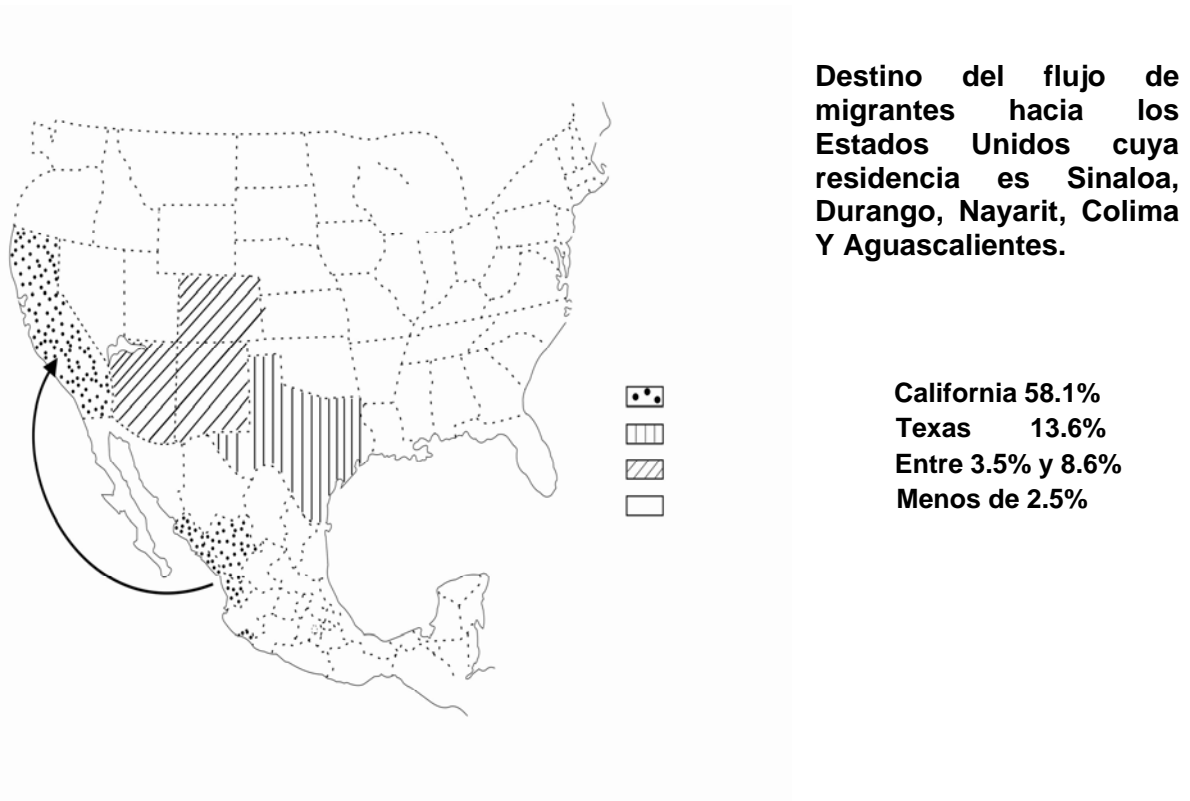 Destino del flujo de
migrantes hacia los
Estados Unidos cuya
residencia es Sinaloa,
Durango, Nayarit, Colima
Y Aguascalientes.
California 58.1%
Texas 13.6%
Entre 3.5% y 8.6%
Menos de 2.5%